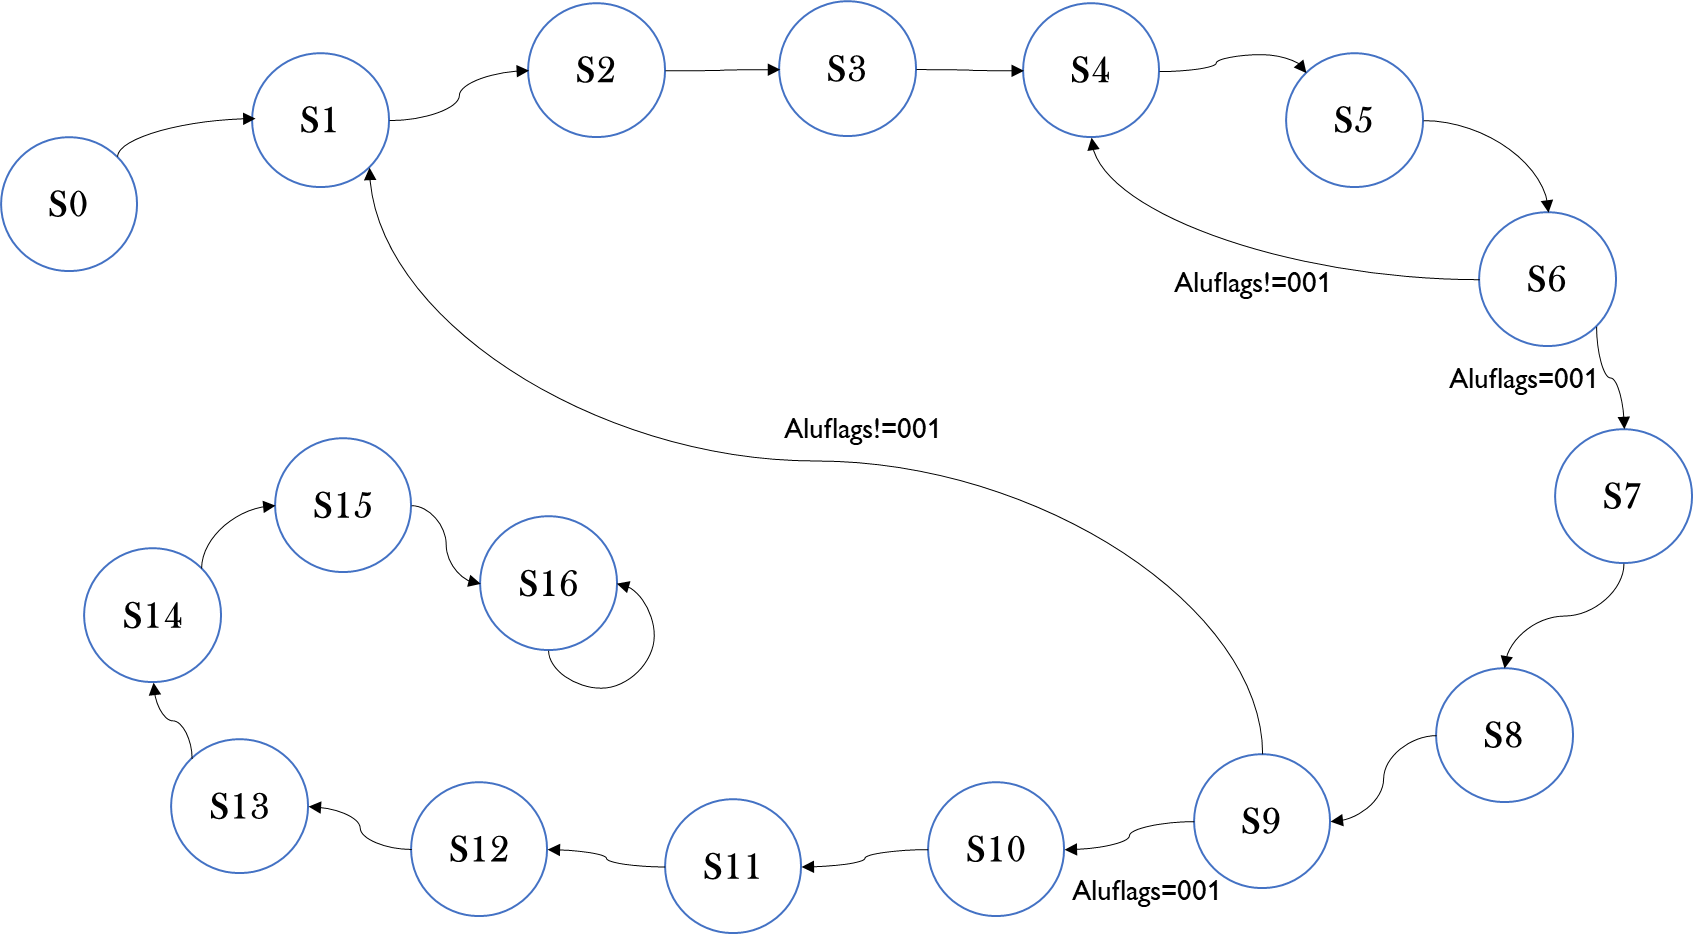 S0
S1
S2
S3
S4
S5
S6
Aluflags!=001
Aluflags=001
S7
Aluflags!=001
S8
S9
Aluflags=001
S10
S11
S12
S13
S14
S15
S16